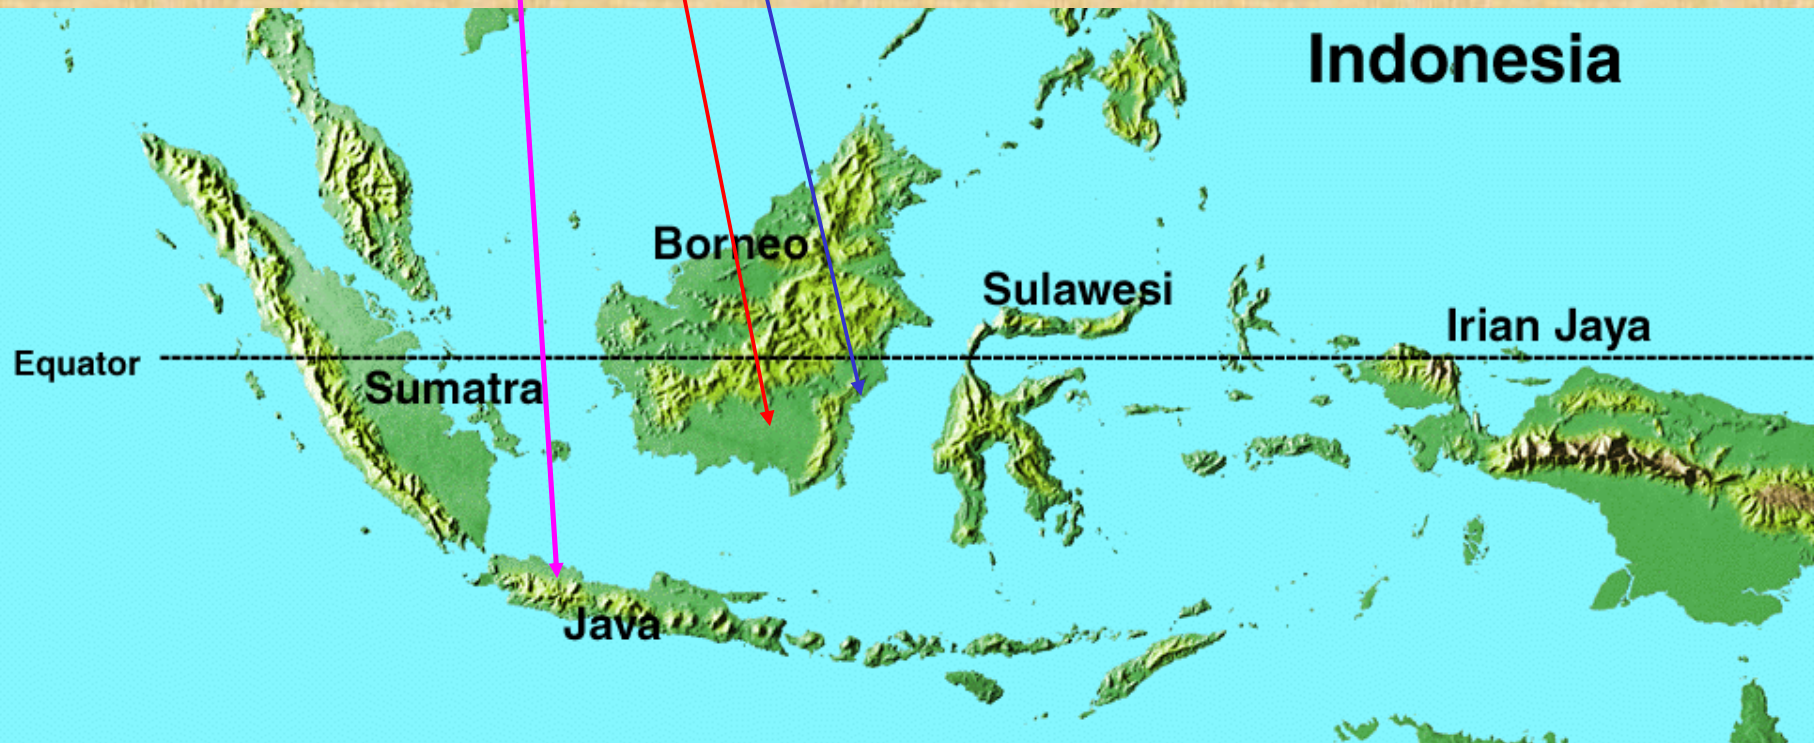 Indonesia
Borneo
Sulawesi
Irian Jaya
Equator
Sumatra
Java